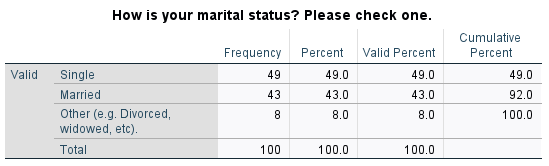 How is your marital status? Please check one.
Frequency Percent Valid Percent Cumulative Percent
Valid Single 49 49.0 49.0 49.0
Married 43 43.0 43.0 92.0
Other (e.g. Divorced, widowed, etc). 8 8.0 8.0 100.0
Total 100 100.0 100.0